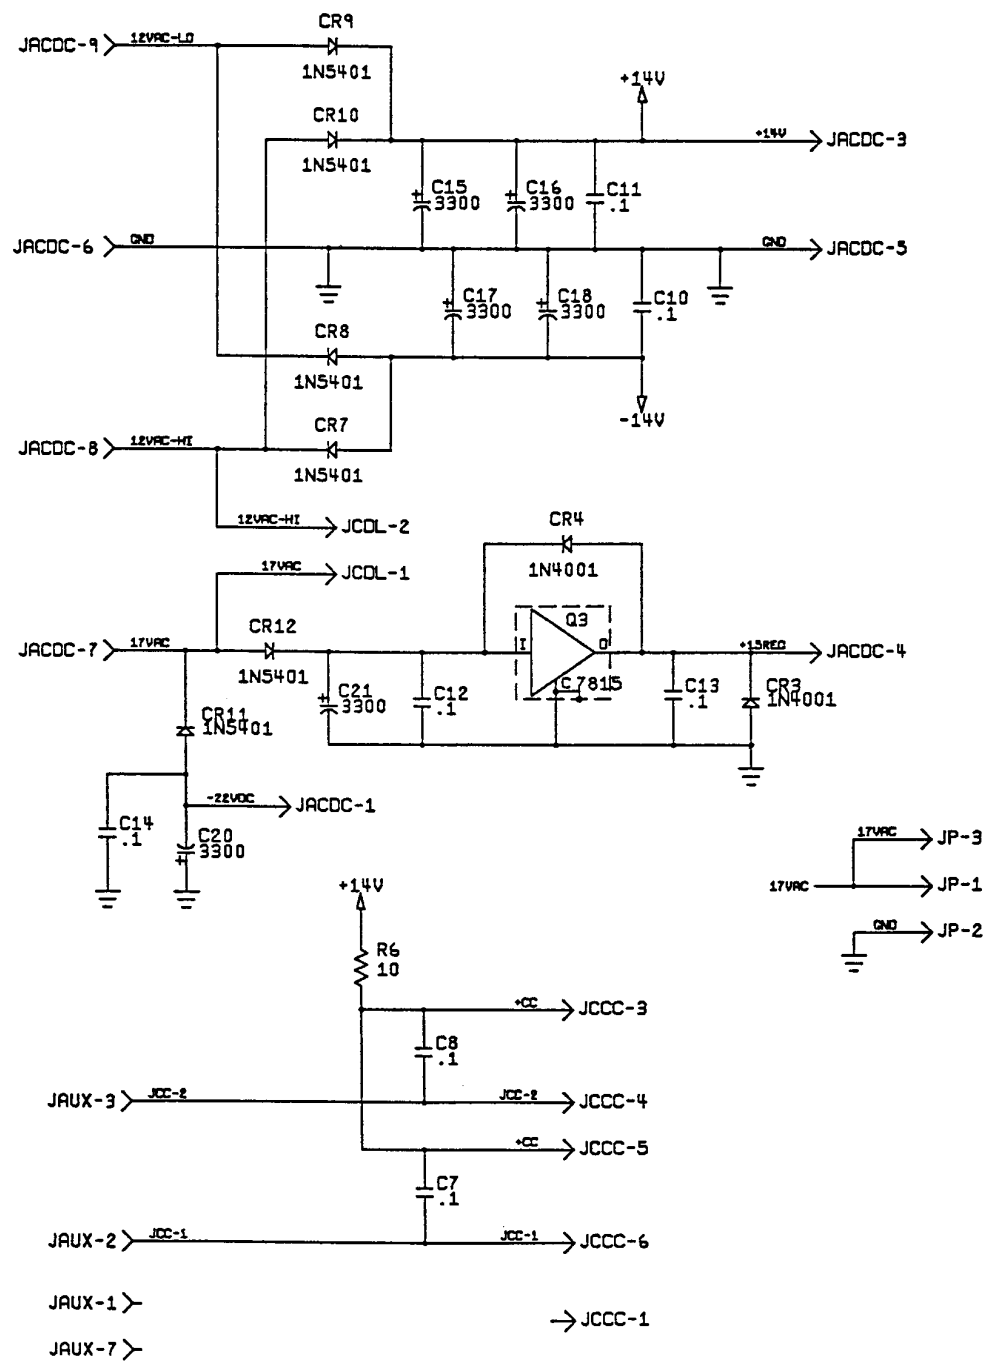 CR9
JACDC-9 12VAC-LO
1N5401
+14V
CR10
+14V JACDC-3
1N5401
C15
3300
C16
3300
C11
.1
JACDC-6 GND
GND JACDC-5
C17
3300
C18
3300
C10
.1
CR8
1N5401
-14V
CR7
JACDC-8 12VAC-HI
1N5401
12VAC-HI JCDL-2
CR4
17VAC JCDL-1
1N4001
Q3
CR12
JACDC-7 17VAC
I
O
+15REG JACDC-4
1N5401
C 7815
C21
3300
C12
.1
C13
.1
CR3
1N4001
CR11
1N5401
-22VDC JACDC-1
C14
.1
C20
3300
17VAC JP-3
17VAC JP-1
GND JP-2
+14V
R6
10
+CC JCCC-3
C8
.1
JAUX-3 JCC-2
JCC-2 JCCC-4
+CC JCCC-5
C7
.1
JAUX-2 JCC-1
JCC-1 JCCC-6
JAUX-1
JCCC-1
JAUX-7